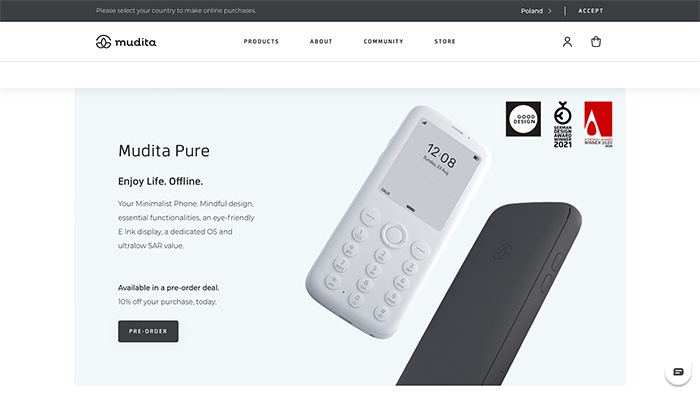 Please select your country to make online purchases.
Poland
ACCEPT
mudita
PRODUCTS
ABOUT
COMMUNITY
STORE
GOOD
DESIGN
GERMAN
DESIGN
AWARD
WINNER
2021
A'DESIGN AWARD
WINNER 2020
Mudita Pure
Enjoy Life. Offline.
Your Minimalist Phone. Mindful design,
essential functionalities, an eye-friendly
E Ink display, a dedicated OS and
ultralow SAR value.
12 08
Sunday, 23 Aug
CALLS
MENU
Available in a pre-order deal.
10% off your purchase, today.
PRE-ORDER